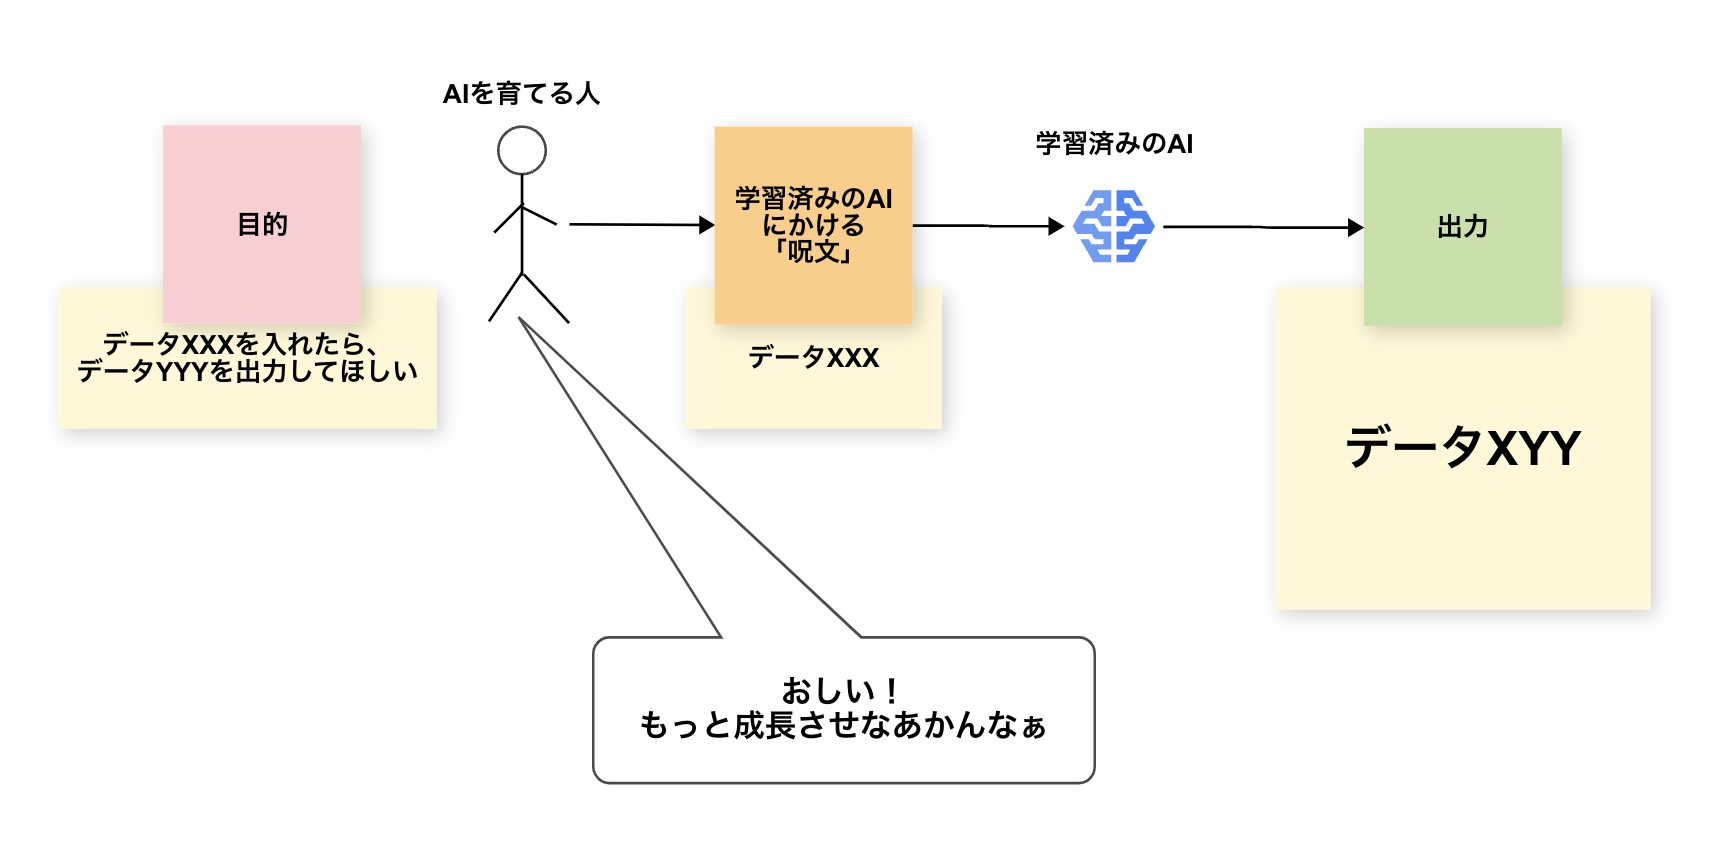 AIを育てる人
目的
データXXXを入れたら、
データYYYを出力してほしい
学習済みのAI
にかける
「呪文」
データXXX
学習済みのAI
出力
データXYY
おしい！
もっと成長させなあかんなぁ